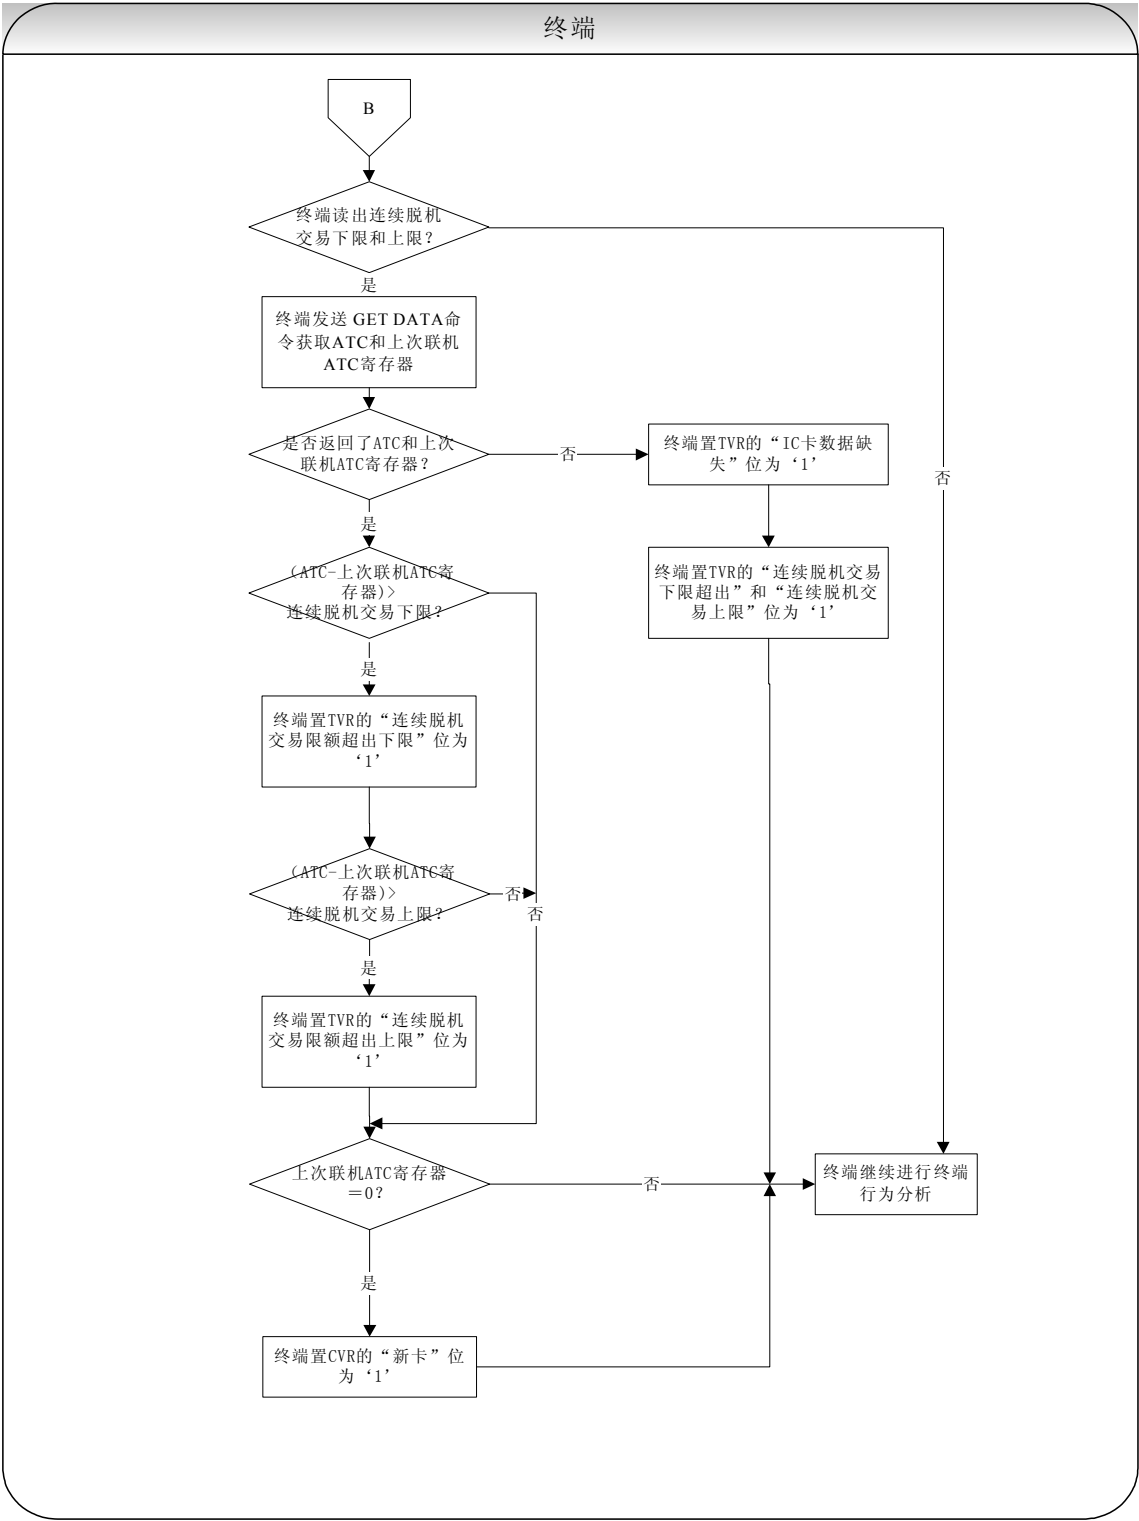 终端
B
终端读出连续脱机
交易下限和上限？
是
终端发送 GET DATA命
令获取ATC和上次联机
ATC寄存器
是否返回了ATC和上次
联机ATC寄存器？
否
终端置TVR的“IC卡数据缺
失”位为‘1’
否
是
(ATC-上次联机ATC寄
存器)>
连续脱机交易下限？
终端置TVR的“连续脱机交易
下限超出”和“连续脱机交
易上限”位为‘1’
是
终端置TVR的“连续脱机
交易限额超出下限”位为
‘1’
(ATC-上次联机ATC寄
存器)>
连续脱机交易上限？
否
否
是
终端置TVR的“连续脱机
交易限额超出上限”位为
‘1’
上次联机ATC寄存器
＝0？
否
终端继续进行终端
行为分析
是
终端置CVR的“新卡”位
为‘1’